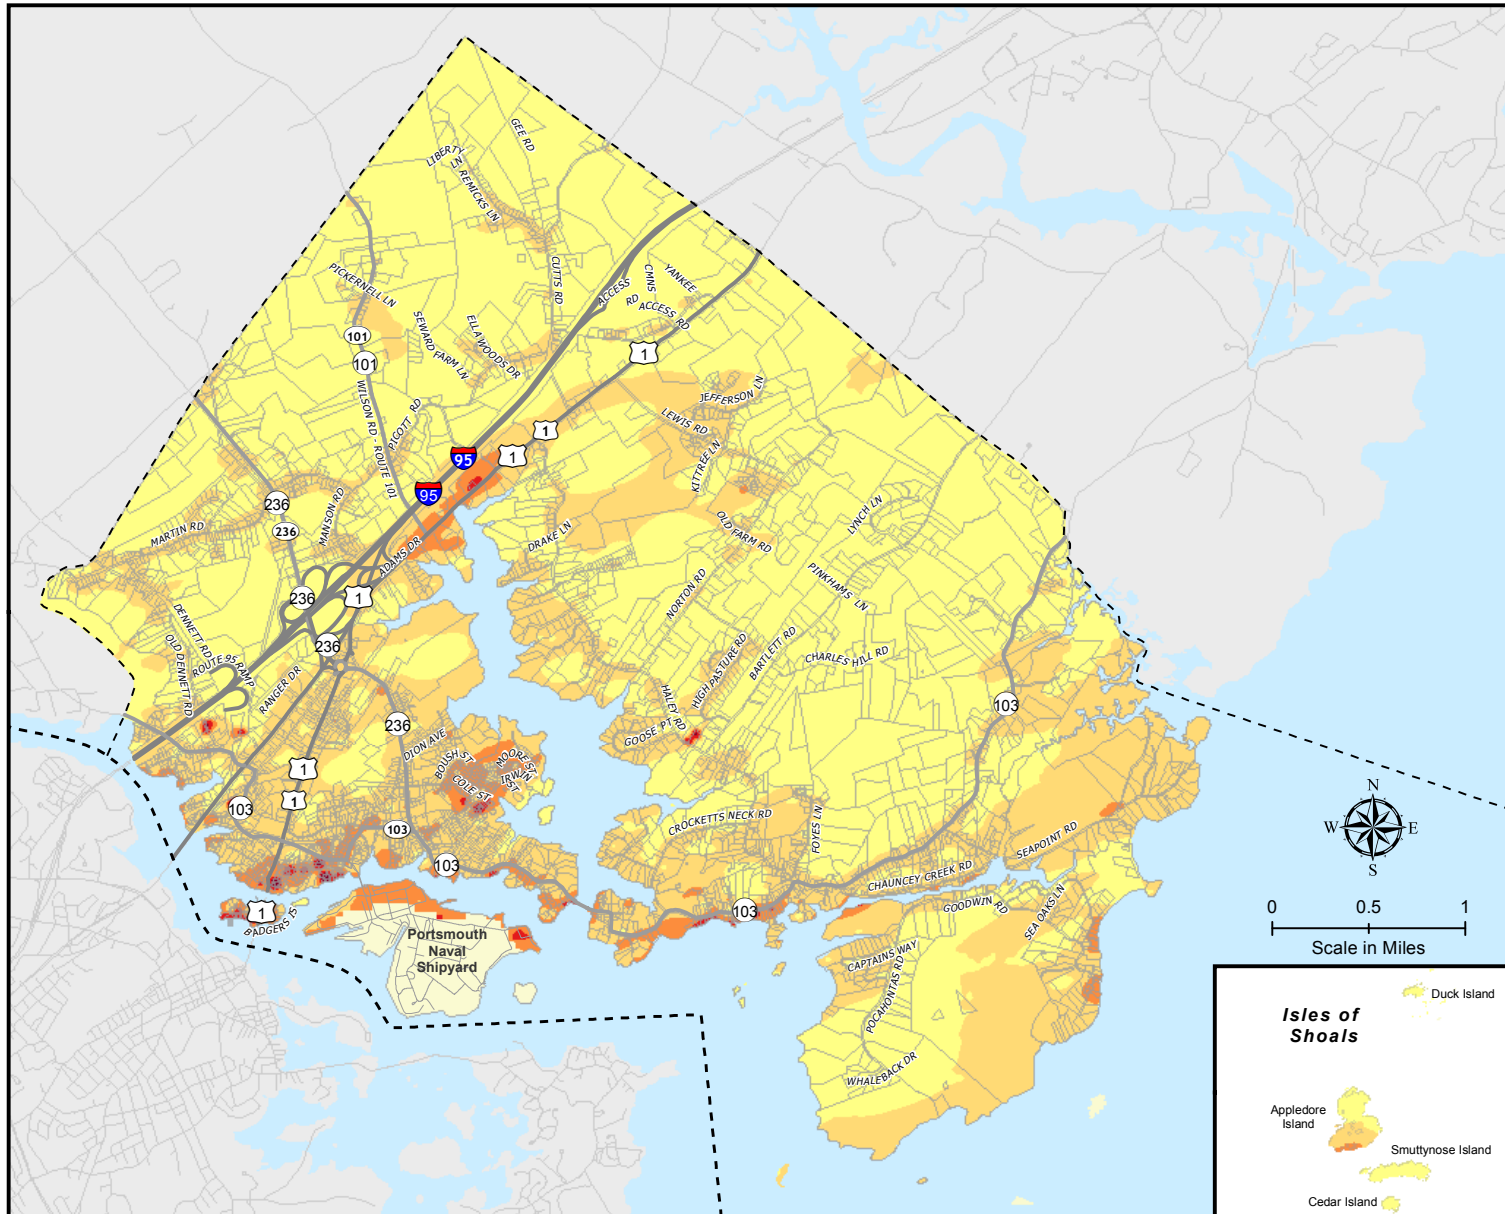 GEE RD
LIBERTY
LN
REMICKS LN
CUTTS RD
ACCESS
RD
CMNS
YANKEE
ACCESS RD
PICKERNELL LN
SEWARD
FARM LN
ELLA WOODS DR
101
101
1
WILSON RD - ROUTE 101
PICOTT RD
JEFFERSON LN
LEWIS RD
KITTREE LN
1
1
95
95
236
236
MANSON RD
MARTIN RD
ADAMS DR
DRAKE LN
OLD FARM RD
LYNCH LN
PINKHAMS LN
NORTON RD
236
1
DENNETT RD
OLD DENNETT RD
ROUTE 95 RAMP
236
RANGER DR
HIGH PASTURE RD
BARTLETT RD
CHARLES HILL RD
HALEY RD
GOOSE PT
103
236
DION AVE
BOUSH ST
MOORE ST
IRWIN
LN
ST
COLE ST
1
1
103
103
103
CROCKETTS NECK RD
FOYES LN
SEAPOINT RD
CHAUNCEY CREEK RD
GOODWIN RD
SEA OAKS LN
103
1
BADGERS IS
Portsmouth
Naval
Shipyard
CAPTAINS WAY
POCAHONTAS RD
WHALEBACK DR
N
W
E
S
0
0.5
1
Scale in Miles
Isles of
Shoals
Duck Island
Appledore
Island
Smuttynose Island
Cedar Island